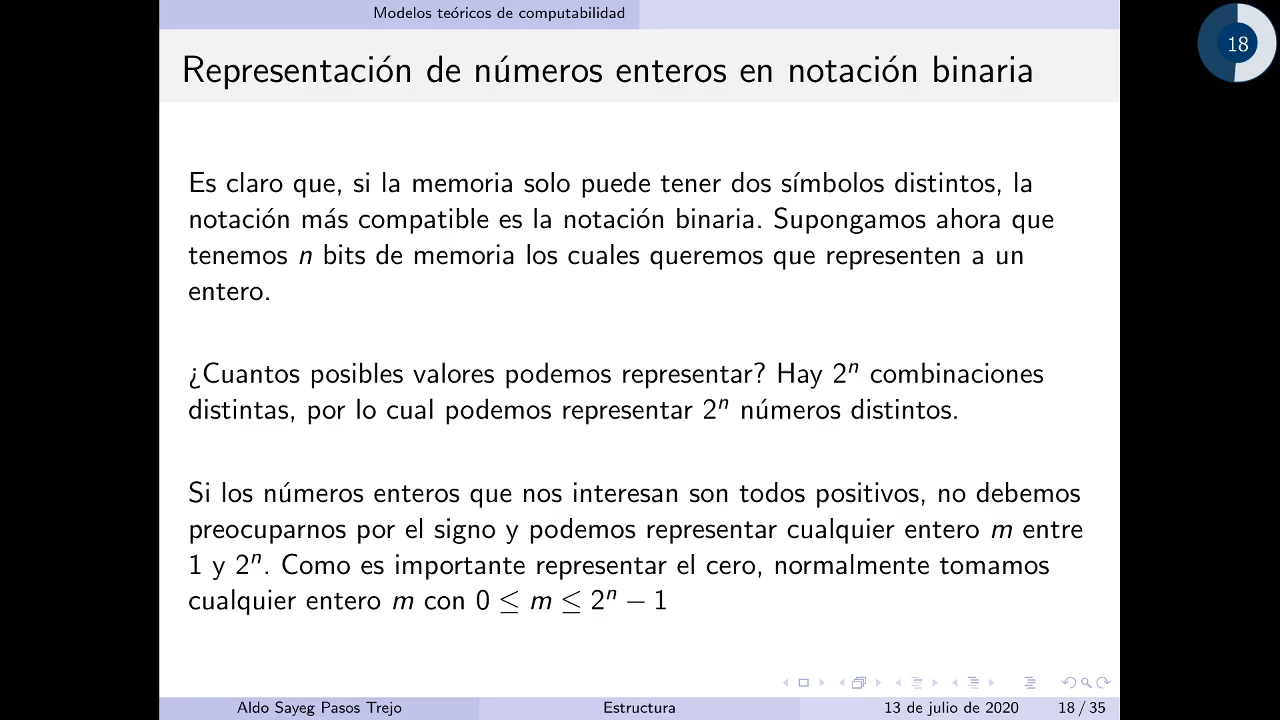 Modelos teóricos de computabilidad
18
Representación de números enteros en notación binaria
Es claro que, si la memoria solo puede tener dos símbolos distintos, la
notación más compatible es la notación binaria. Supongamos ahora que
tenemos n bits de memoria los cuales queremos que representen a un
entero.
¿Cuantos posibles valores podemos representar? Hay 2ⁿ combinaciones
distintas, por lo cual podemos representar 2ⁿ números distintos.
Si los números enteros que nos interesan son todos positivos, no debemos
preocuparnos por el signo y podemos representar cualquier entero m entre
1 y 2ⁿ. Como es importante representar el cero, normalmente tomamos
cualquier entero m con 0 ≤ m ≤ 2ⁿ − 1
Aldo Sayeg Pasos Trejo Estructura 13 de julio de 2020 18 / 35